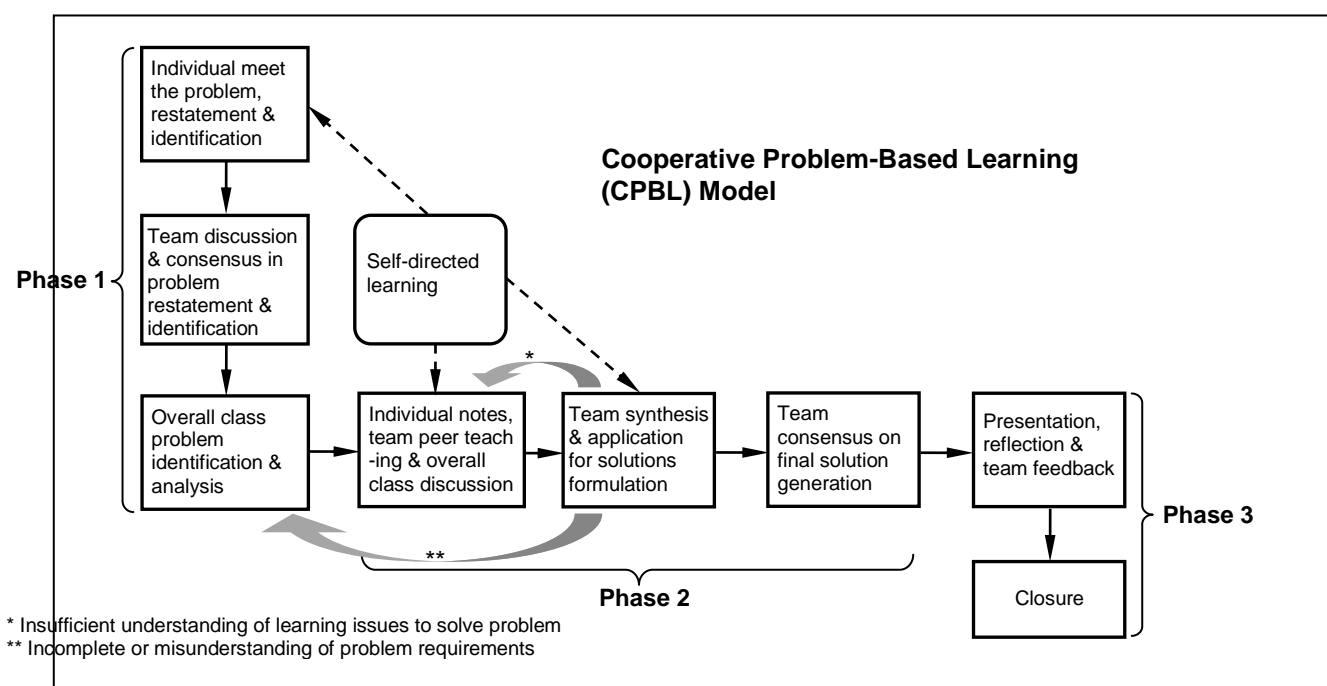 Individual meet
the problem,
restatement &
identification
Cooperative Problem-Based Learning
(CPBL) Model
Phase 1
Team discussion
& consensus in
problem
restatement &
identification
Self-directed
learning
*
Overall class
problem
identification &
analysis
Individual notes,
team peer teach
-ing & overall
class discussion
Team synthesis
& application
for solutions
formulation
Team
consensus on
final solution
generation
Presentation,
reflection &
team feedback
Phase 3
**
Phase 2
Closure
* Insufficient understanding of learning issues to solve problem
** Incomplete or misunderstanding of problem requirements